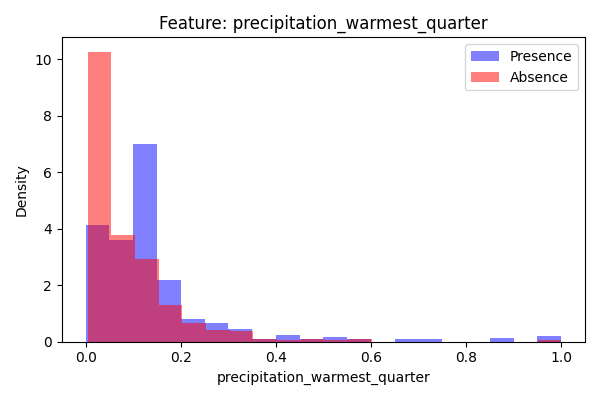 Feature: precipitation_warmest_quarter
Presence
Absence
Density
10
8
6
4
2
0
0.0 0.2 0.4 0.6 0.8 1.0
precipitation_warmest_quarter